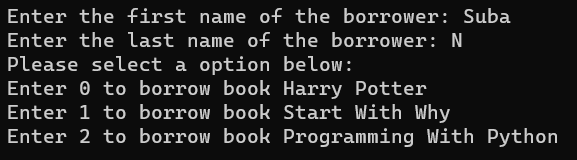 Enter the first name of the borrower: Suba
Enter the last name of the borrower: N
Please select a option below:
Enter 0 to borrow book Harry Potter
Enter 1 to borrow book Start With Why
Enter 2 to borrow book Programming With Python